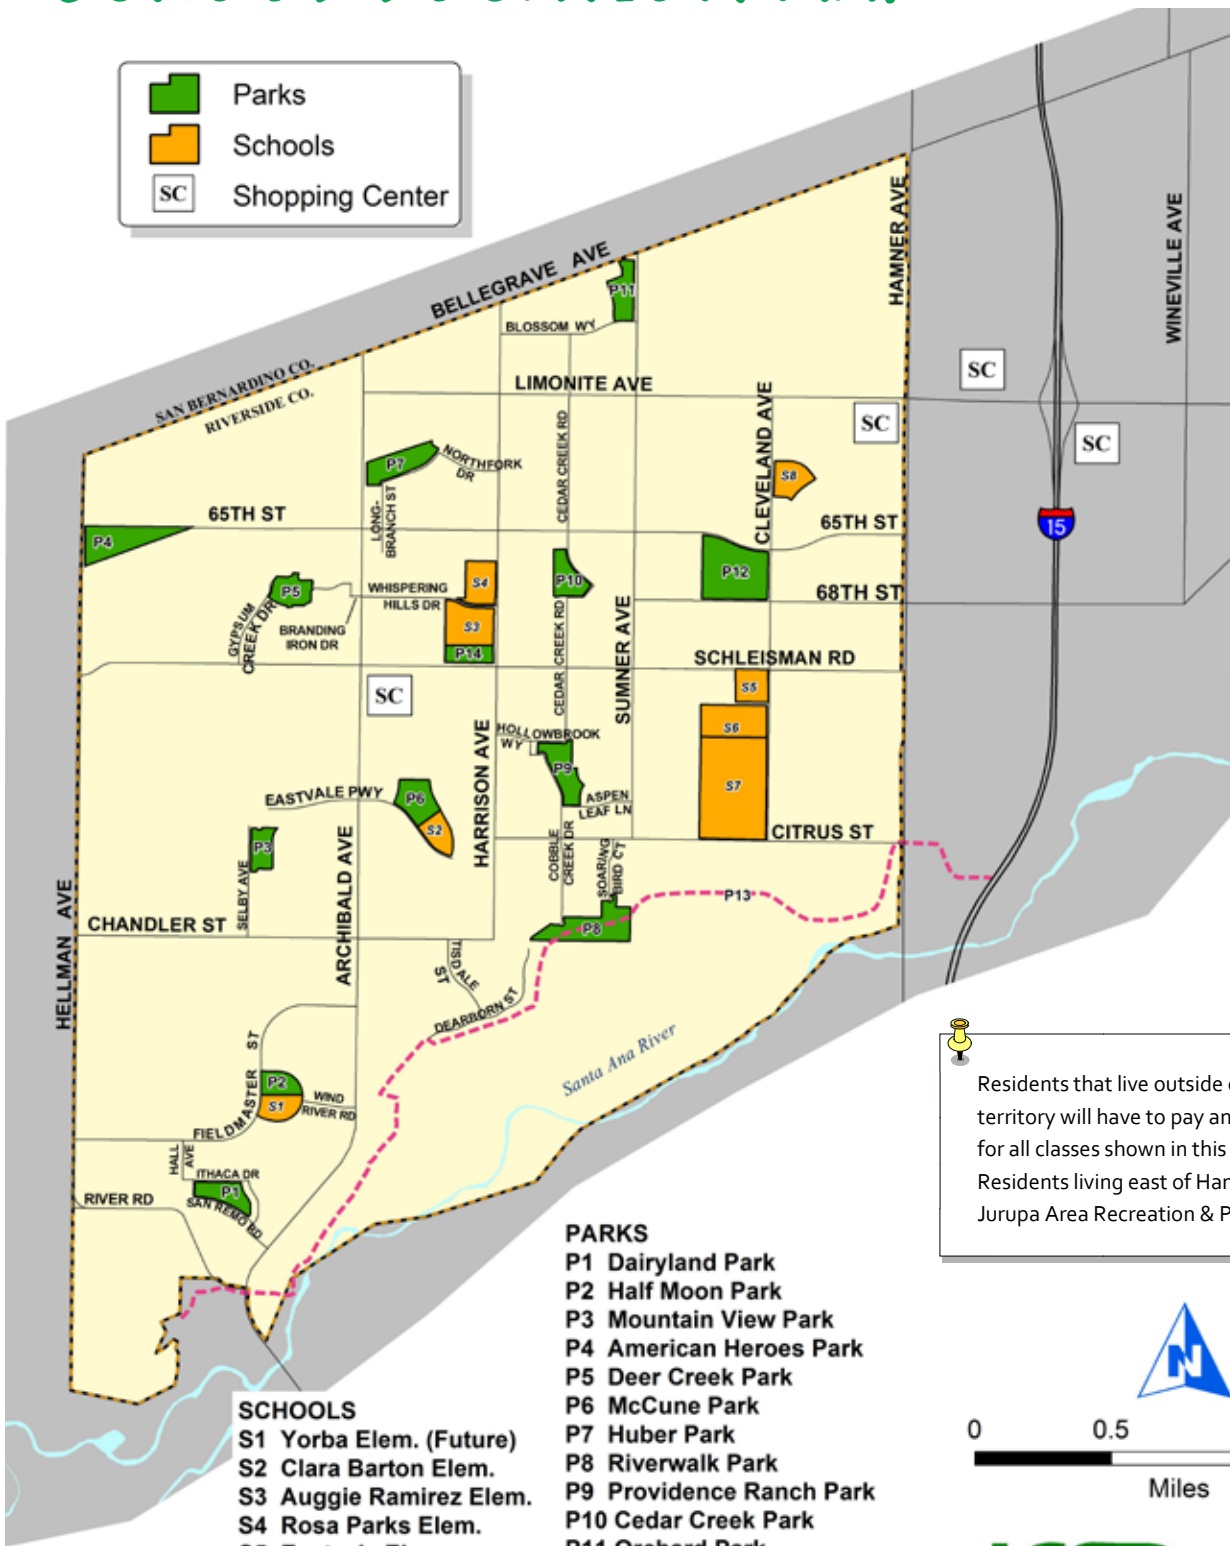 Parks
Schools
SC Shopping Center
BELLEGRAVE AVE
HAMNER AVE
WINEVILLE AVE
P11
BLOSSOM WY
SAN BERNARDINO CO.
RIVERSIDE CO.
LIMONITE AVE
SC
SC
SC
CLEVELAND AVE
CEDAR CREEK RD
P7
NORTHFORK
DR
S8
LONG-
BRANCH ST
65TH ST
65TH ST
15
P4
P12
P5
WHISPERING
HILLS DR
S4
P10
68TH ST
GYPSUM
CREEK DR
BRANDING
IRON DR
S3
P14
CEDAR CREEK RD
SUMNER AVE
SCHLEISMAN RD
SC
S5
HOLLOWBROOK
WY
S6
HARRISON AVE
P9
S7
EASTVALE PWY
P6
ASPEN
LEAF LN
S2
CITRUS ST
P3
SELBY AVE
ARCHIBALD AVE
COBBLE
CREEK DR
SOARING
BIRD CT
P13
HELLMAN AVE
CHANDLER ST
P8
TISDALE
ST
DEARBORN ST
Santa Ana River
P2
S1
WIND
RIVER RD
FIELDMASTER ST
HALL
AVE
ITHACA DR
P1
SAN REMO RD
RIVER RD
Residents that live outside
territory will have to pay an
for all classes shown in this
Residents living east of Ha
Jurupa Area Recreation & P
PARKS
P1 Dairyland Park
P2 Half Moon Park
P3 Mountain View Park
P4 American Heroes Park
P5 Deer Creek Park
P6 McCune Park
P7 Huber Park
P8 Riverwalk Park
P9 Providence Ranch Park
P10 Cedar Creek Park
P11 Orchard Park
SCHOOLS
S1 Yorba Elem. (Future)
S2 Clara Barton Elem.
S3 Auggie Ramirez Elem.
S4 Rosa Parks Elem.
N
0 0.5
Miles